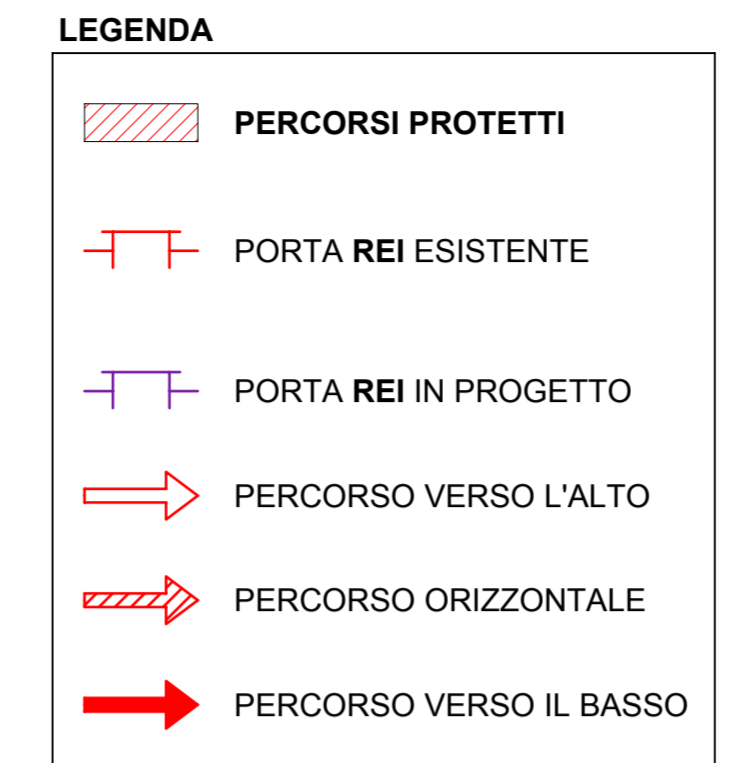 LEGENDA
PERCORSI PROTETTI
PORTA REI ESISTENTE
PORTA REI IN PROGETTO
PERCORSO VERSO L'ALTO
PERCORSO ORIZZONTALE
PERCORSO VERSO IL BASSO